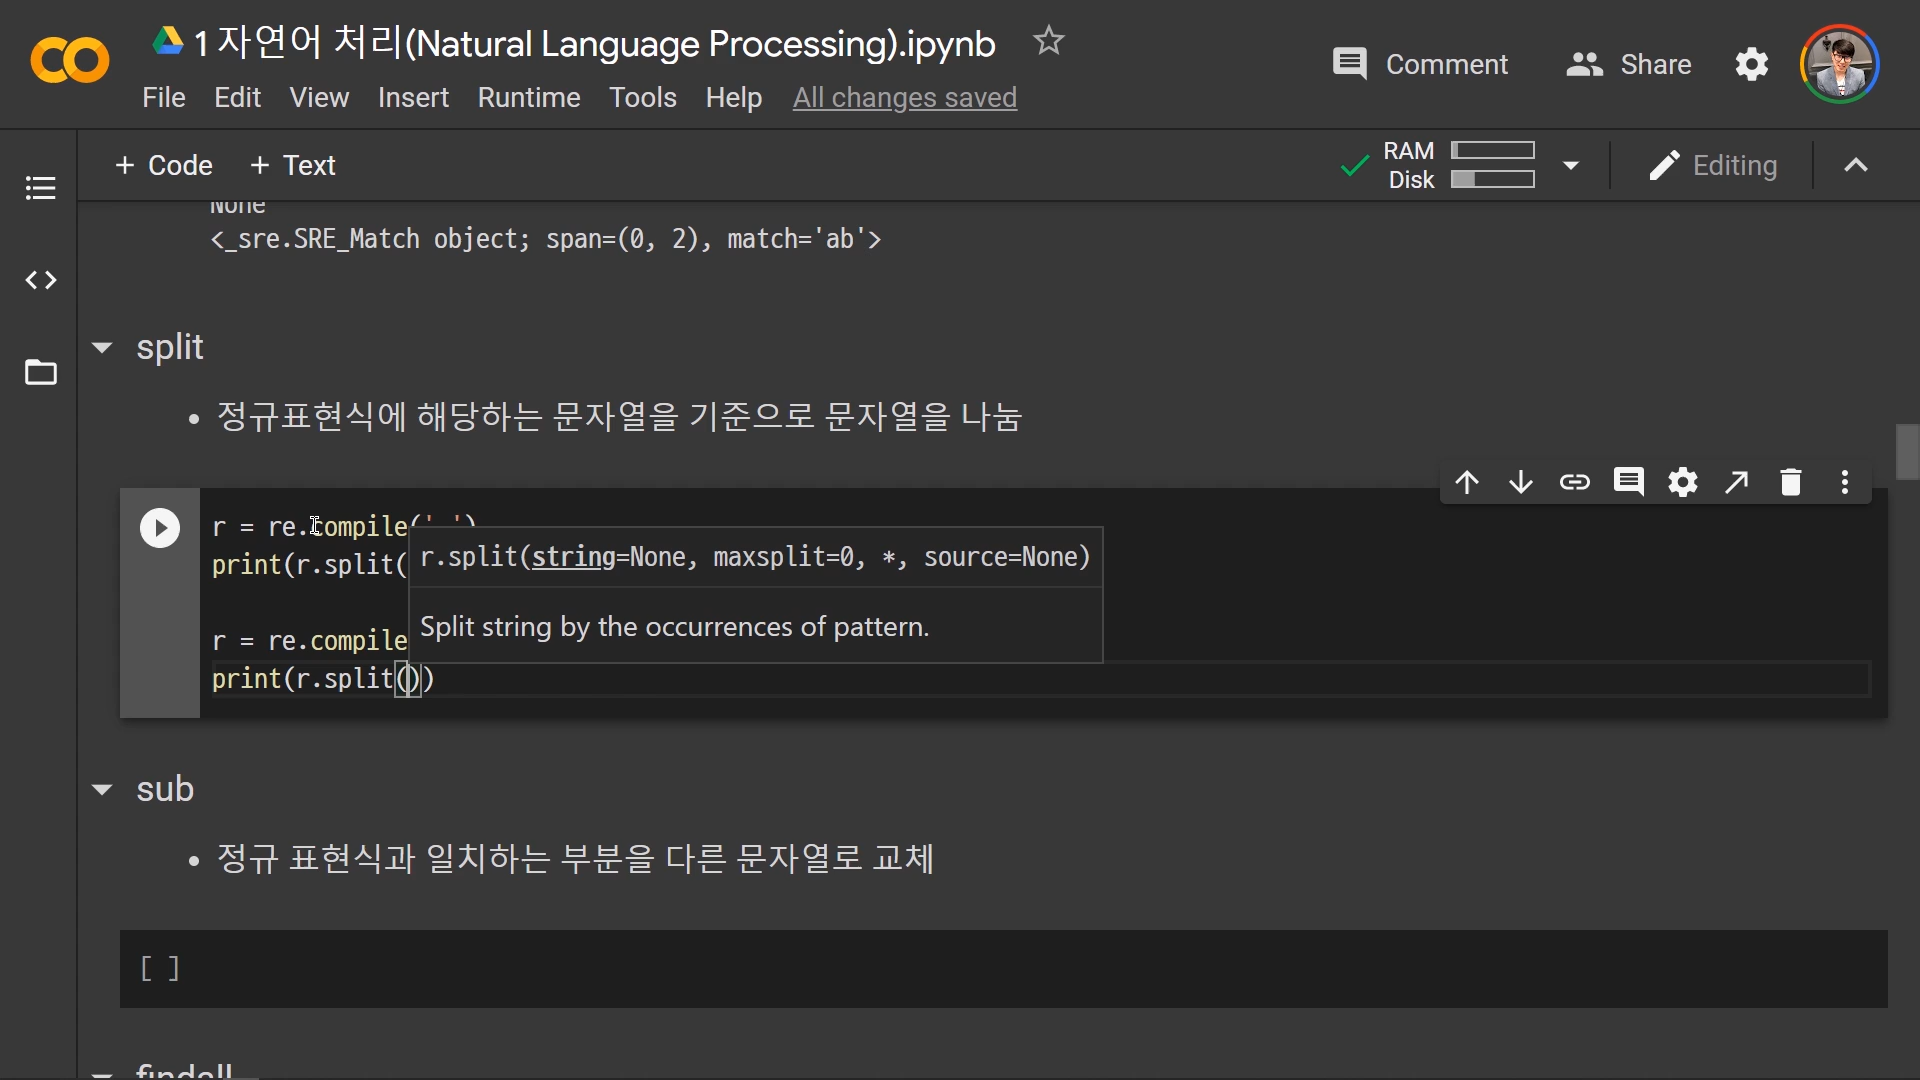 1 자연어 처리(Natural Language Processing).ipynb
File Edit View Insert Runtime Tools Help All changes saved
Comment
Share
+ Code + Text
RAM
Disk
Editing
None
<_sre.SRE_Match object; span=(0, 2), match='ab'>
split
• 정규표현식에 해당하는 문자열을 기준으로 문자열을 나눔
r = re.compile(' ')
print(r.split(
r.split(string=None, maxsplit=0, *, source=None)
Split string by the occurrences of pattern.
r = re.compile
print(r.split())
sub
• 정규 표현식과 일치하는 부분을 다른 문자열로 교체
[ ]
findall